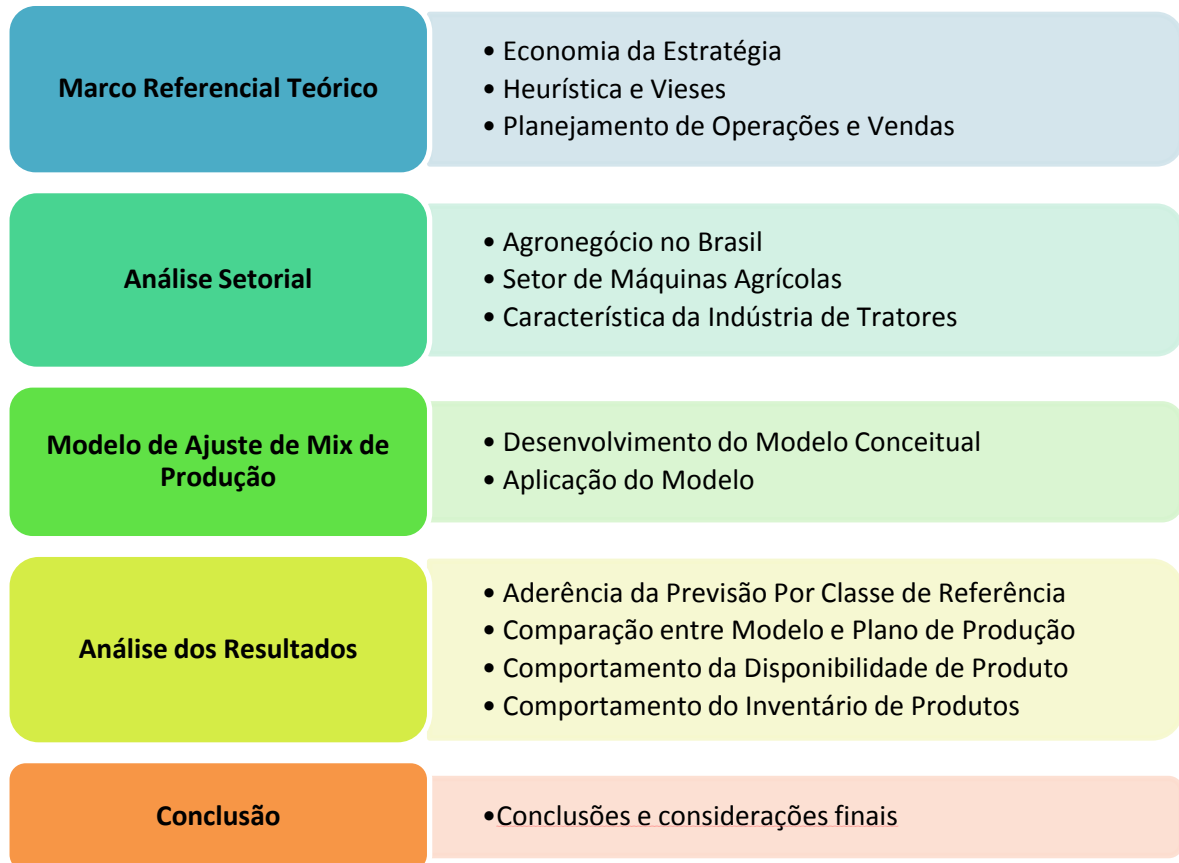 Marco Referencial Teórico
• Economia da Estratégia
• Heurística e Vieses
• Planejamento de Operações e Vendas
Análise Setorial
• Agronegócio no Brasil
• Setor de Máquinas Agrícolas
• Característica da Indústria de Tratores
Modelo de Ajuste de Mix de
Produção
• Desenvolvimento do Modelo Conceitual
• Aplicação do Modelo
Análise dos Resultados
• Aderência da Previsão Por Classe de Referência
• Comparação entre Modelo e Plano de Produção
• Comportamento da Disponibilidade de Produto
• Comportamento do Inventário de Produtos
Conclusão
•Conclusões e considerações finais